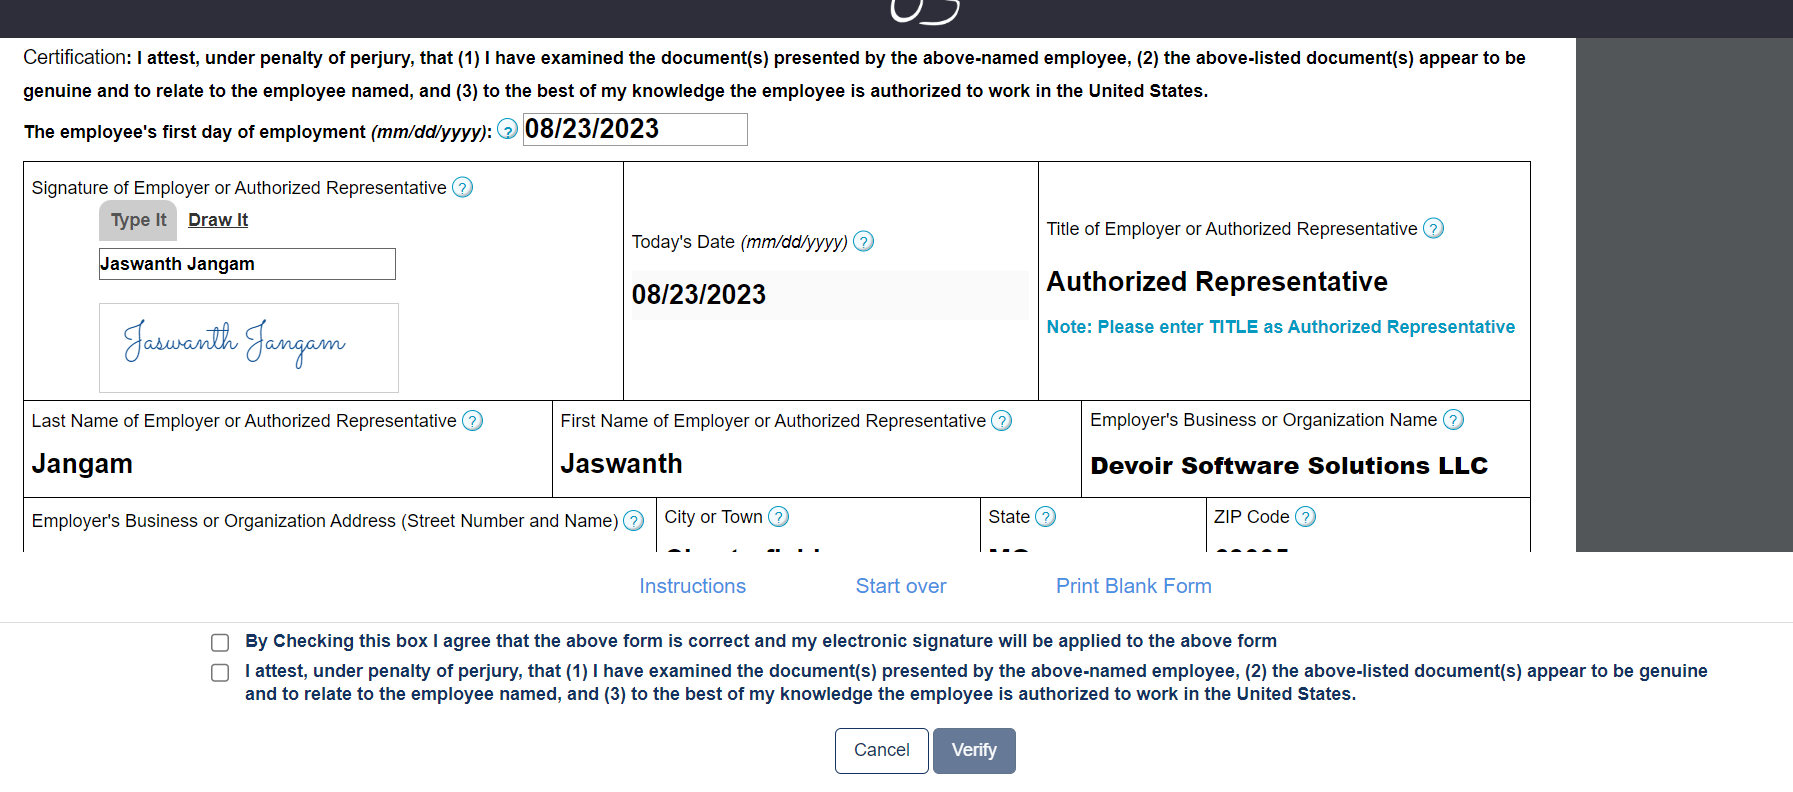 Certification: I attest, under penalty of perjury, that (1) I have examined the document(s) presented by the above-named employee, (2) the above-listed document(s) appear to be
genuine and to relate to the employee named, and (3) to the best of my knowledge the employee is authorized to work in the United States.
The employee's first day of employment (mm/dd/yyyy): ? 08/23/2023
Signature of Employer or Authorized Representative ?
Type It Draw It
Jaswanth Jangam
Jaswanth Jangam
Today's Date (mm/dd/yyyy) ?
08/23/2023
Title of Employer or Authorized Representative ?
Authorized Representative
Note: Please enter TITLE as Authorized Representative
Last Name of Employer or Authorized Representative ?
Jangam
First Name of Employer or Authorized Representative ?
Jaswanth
Employer's Business or Organization Name ?
Devoir Software Solutions LLC
Employer's Business or Organization Address (Street Number and Name) ?
City or Town ?
State ?
ZIP Code ?
Instructions Start over Print Blank Form
By Checking this box I agree that the above form is correct and my electronic signature will be applied to the above form
I attest, under penalty of perjury, that (1) I have examined the document(s) presented by the above-named employee, (2) the above-listed document(s) appear to be genuine
and to relate to the employee named, and (3) to the best of my knowledge the employee is authorized to work in the United States.
Cancel Verify